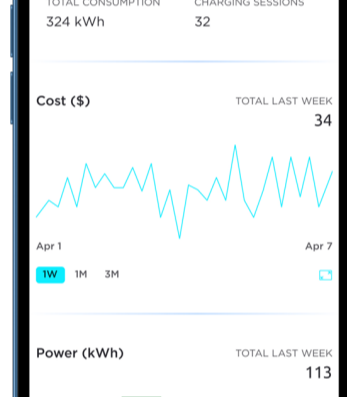 TOTAL CONSUMPTION CHARGING SESSIONS
324 kWh 32
Cost ($) TOTAL LAST WEEK
34
Apr 1 Apr 7
1W 1M 3M
Power (kWh) TOTAL LAST WEEK
113